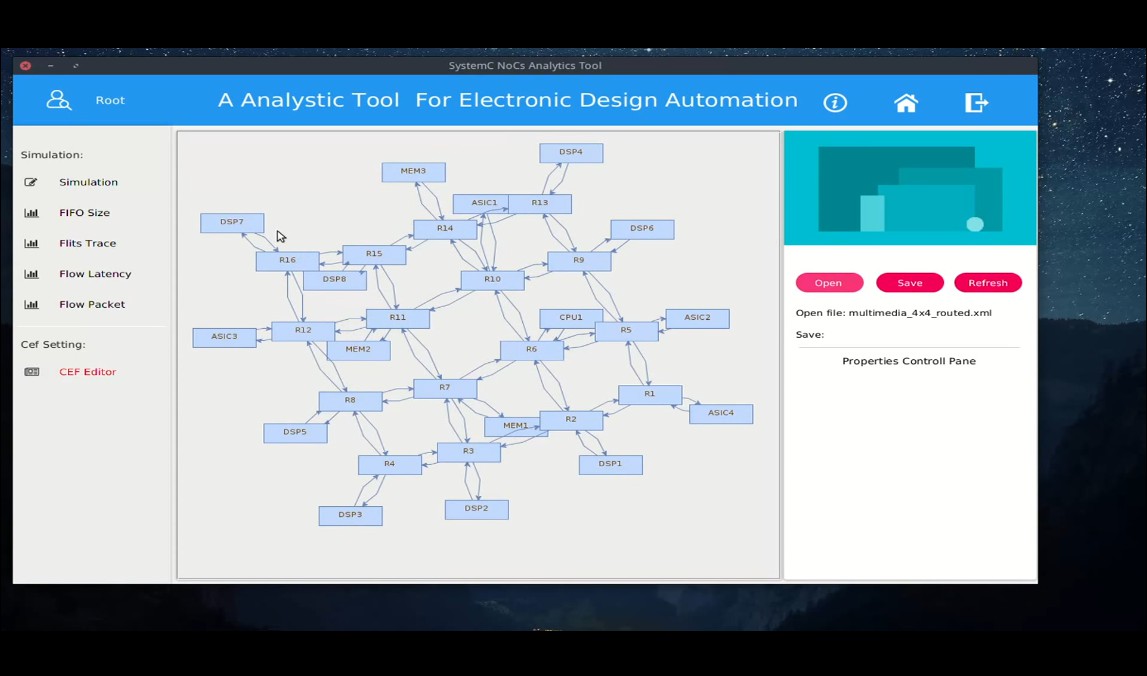 SystemC NoCs Analytics Tool
Root
A Analystic Tool For Electronic Design Automation
Simulation:
Simulation
FIFO Size
Flits Trace
Flow Latency
Flow Packet
Cef Setting:
CEF Editor
DSP4
MEM3
ASIC1
R13
DSP7
R14
DSP6
R16
R15
R9
DSP8
R10
R11
CPU1
ASIC2
ASIC3
R12
R5
MEM2
R6
R7
R1
R8
ASIC4
MEM1
R2
DSP5
R3
R4
DSP1
DSP3
DSP2
Open
Save
Refresh
Open file: multimedia_4x4_routed.xml
Save:
Properties Controll Pane